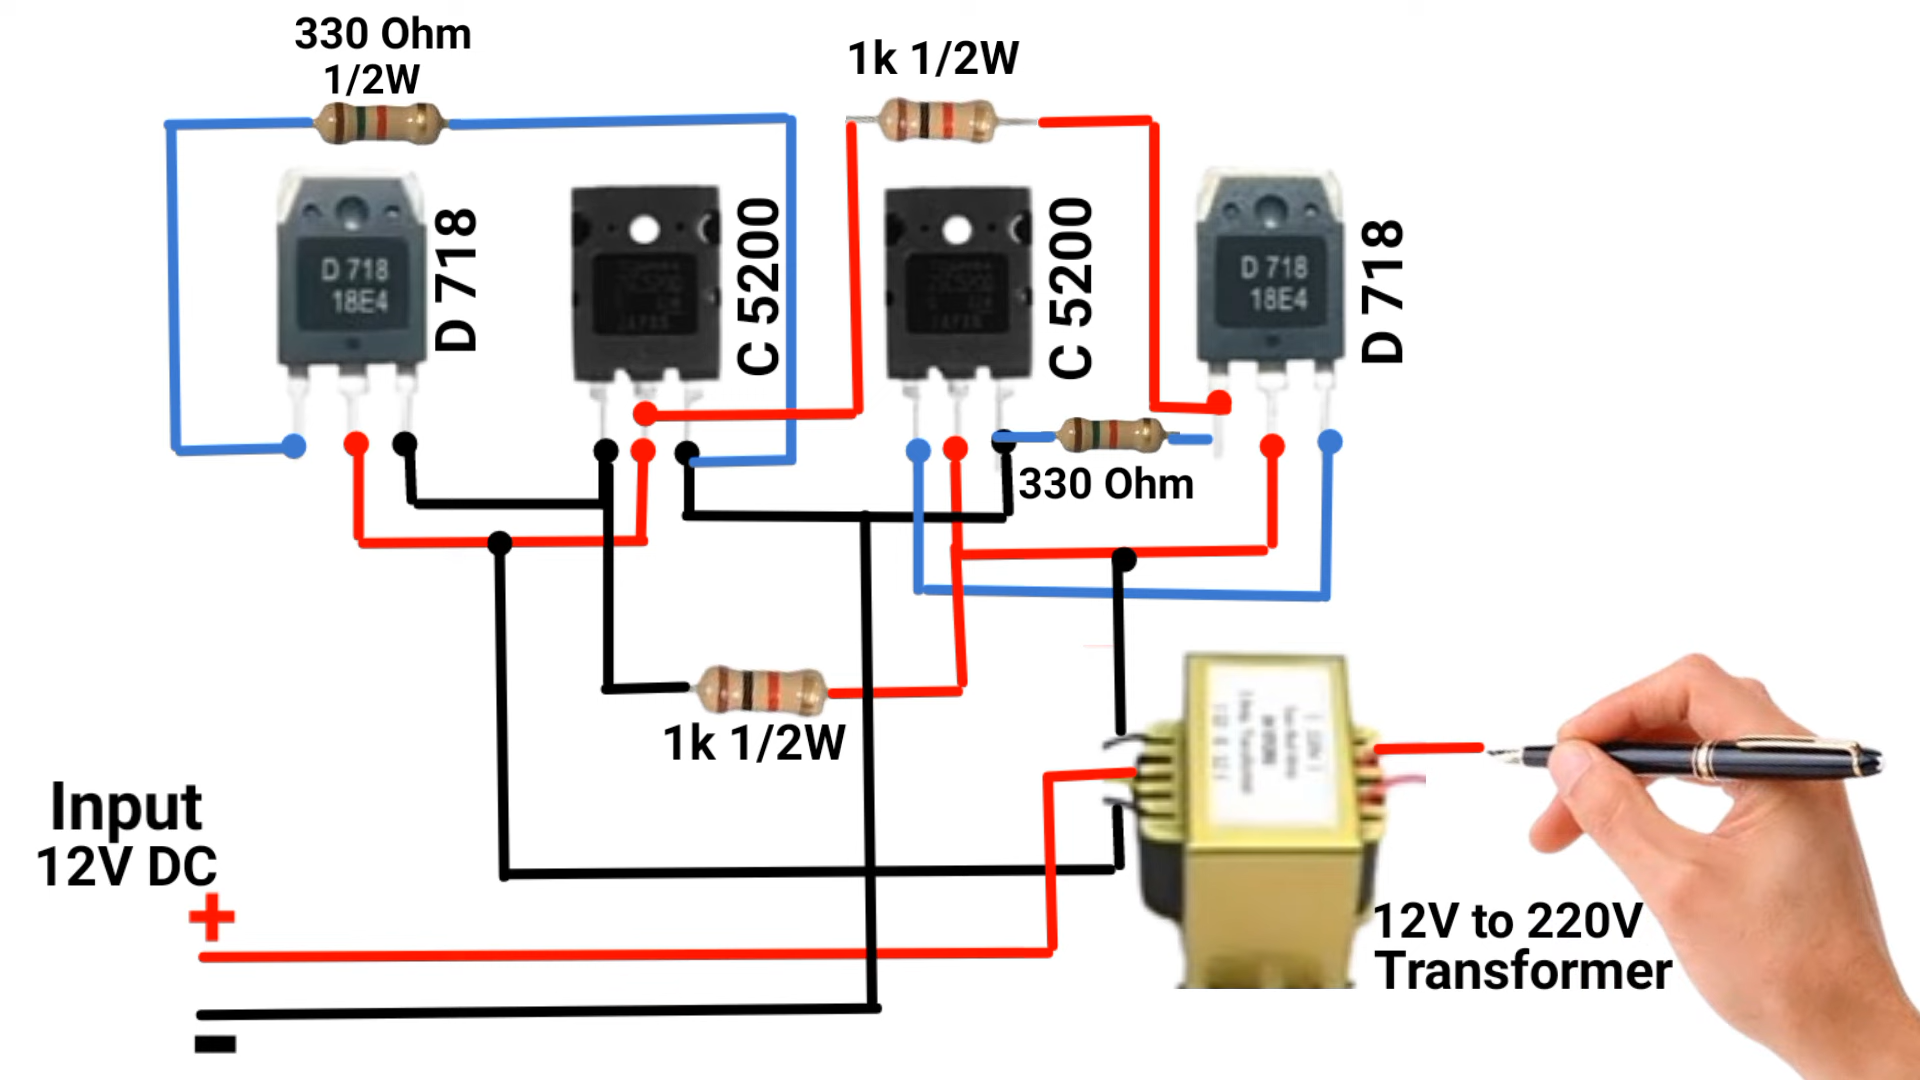 330 Ohm
1/2W
1k 1/2W
D 718
18E4
D 718
C 5200
C 5200
D 718
18E4
D 718
330 Ohm
1k 1/2W
Input
12V DC
+
-
12V to 220V
Transformer